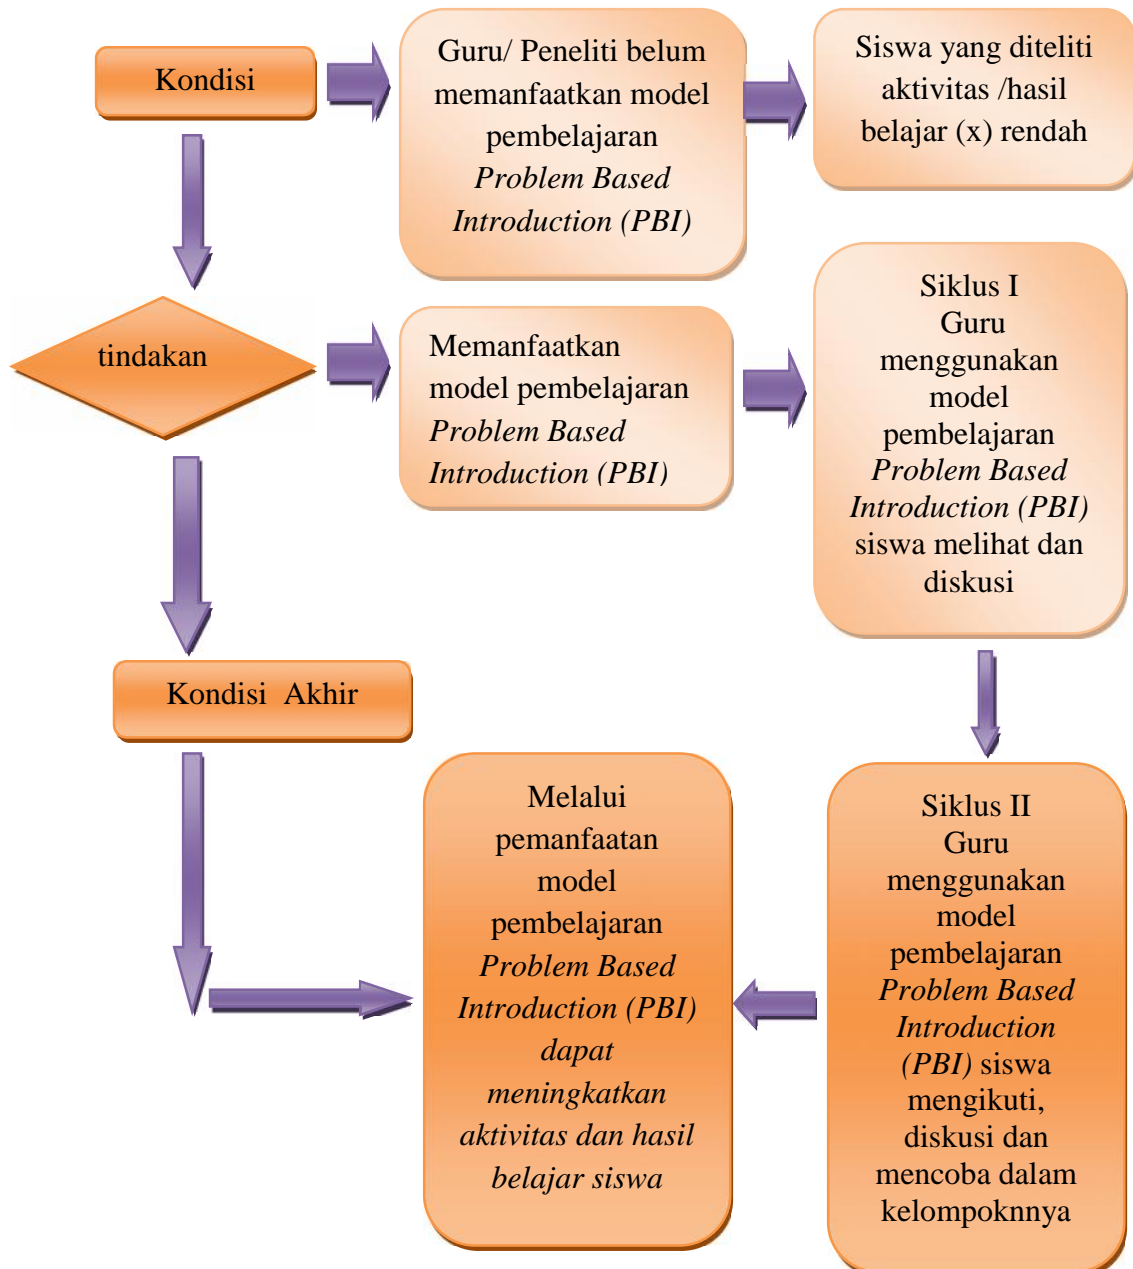 Kondisi
Guru/ Peneliti belum
memanfaatkan model
pembelajaran
Problem Based
Introduction (PBI)
Siswa yang diteliti
aktivitas /hasil
belajar (x) rendah
tindakan
Memanfaatkan
model pembelajaran
Problem Based
Introduction (PBI)
Siklus I
Guru
menggunakan
model
pembelajaran
Problem Based
Introduction (PBI)
siswa melihat dan
diskusi
Kondisi Akhir
Melalui
pemanfaatan
model
pembelajaran
Problem Based
Introduction (PBI)
dapat
meningkatkan
aktivitas dan hasil
belajar siswa
Siklus II
Guru
menggunakan
model
pembelajaran
Problem Based
Introduction
(PBI) siswa
mengikuti,
diskusi dan
mencoba dalam
kelompoknnya